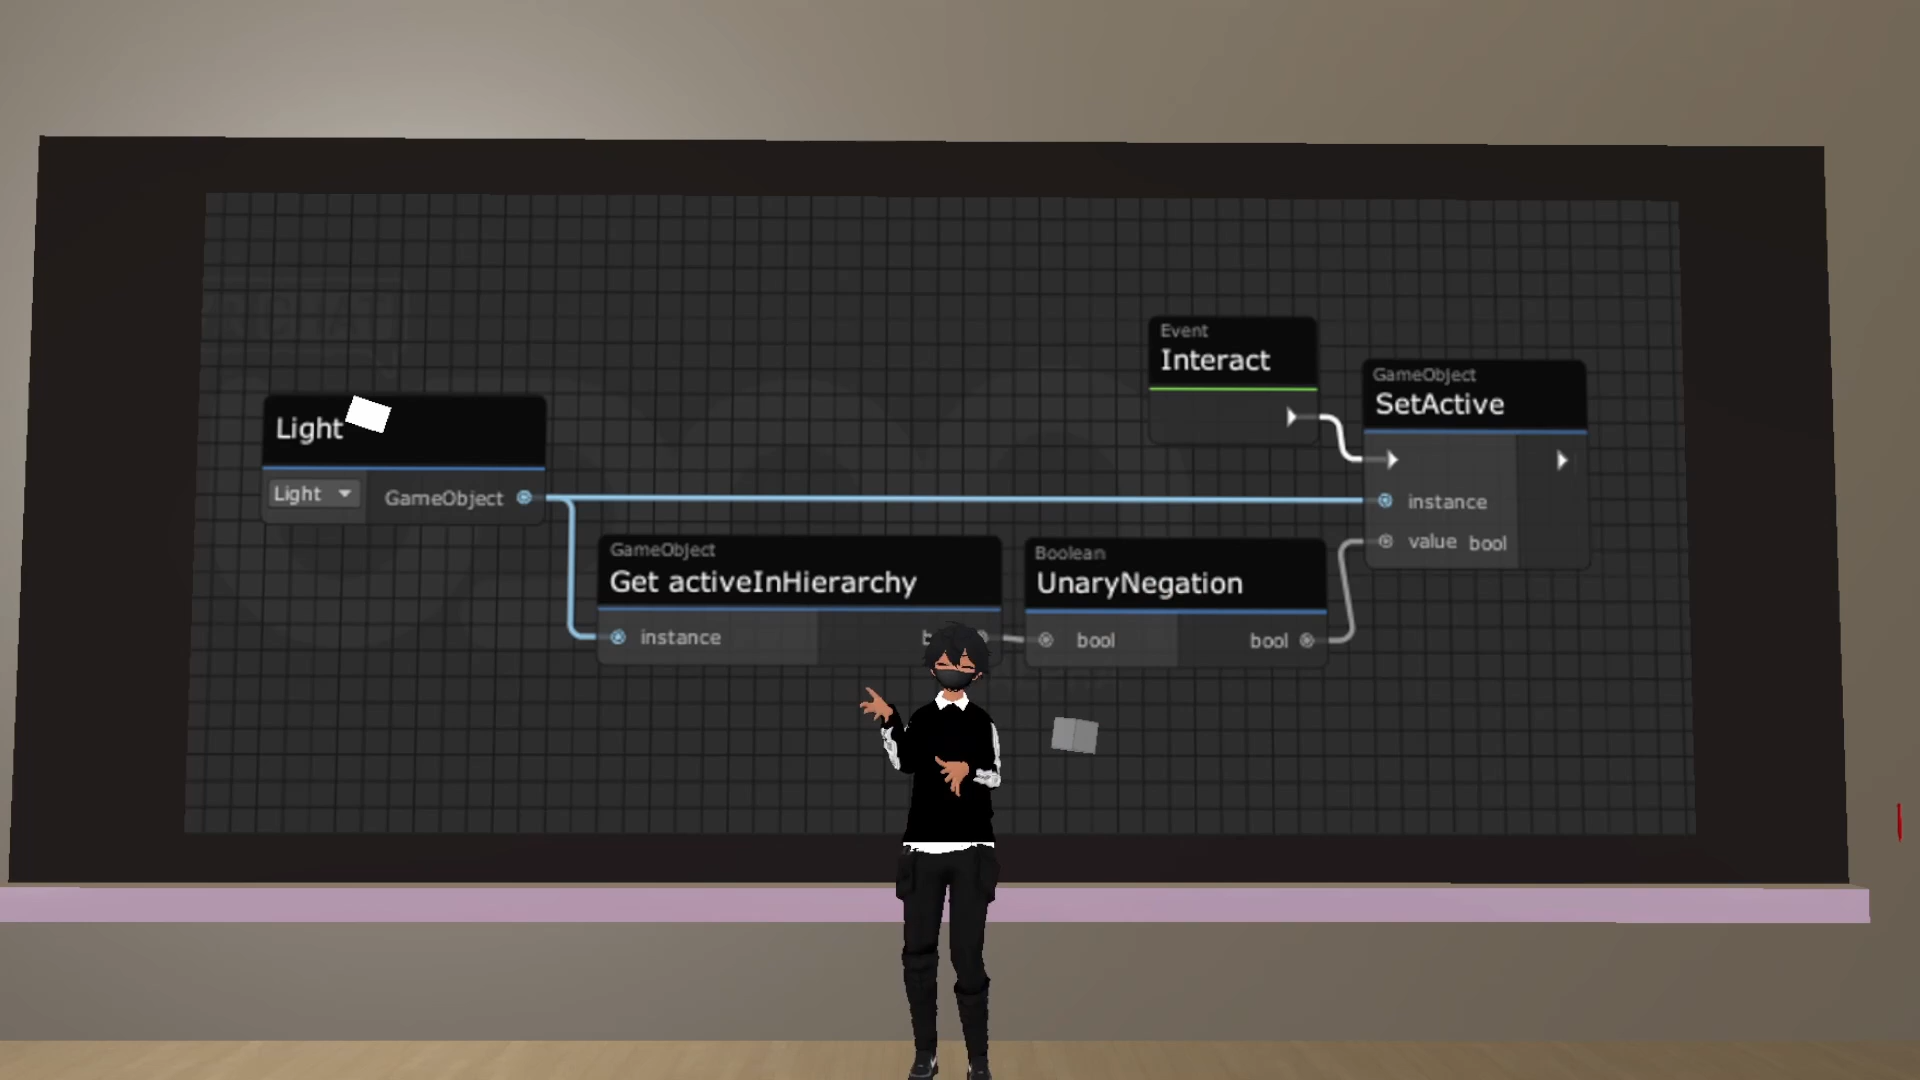 Event
Interact
GameObject
SetActive
Light
Light
GameObject
instance
value bool
GameObject
Get activeInHierarchy
instance
Boolean
UnaryNegation
bool
bool